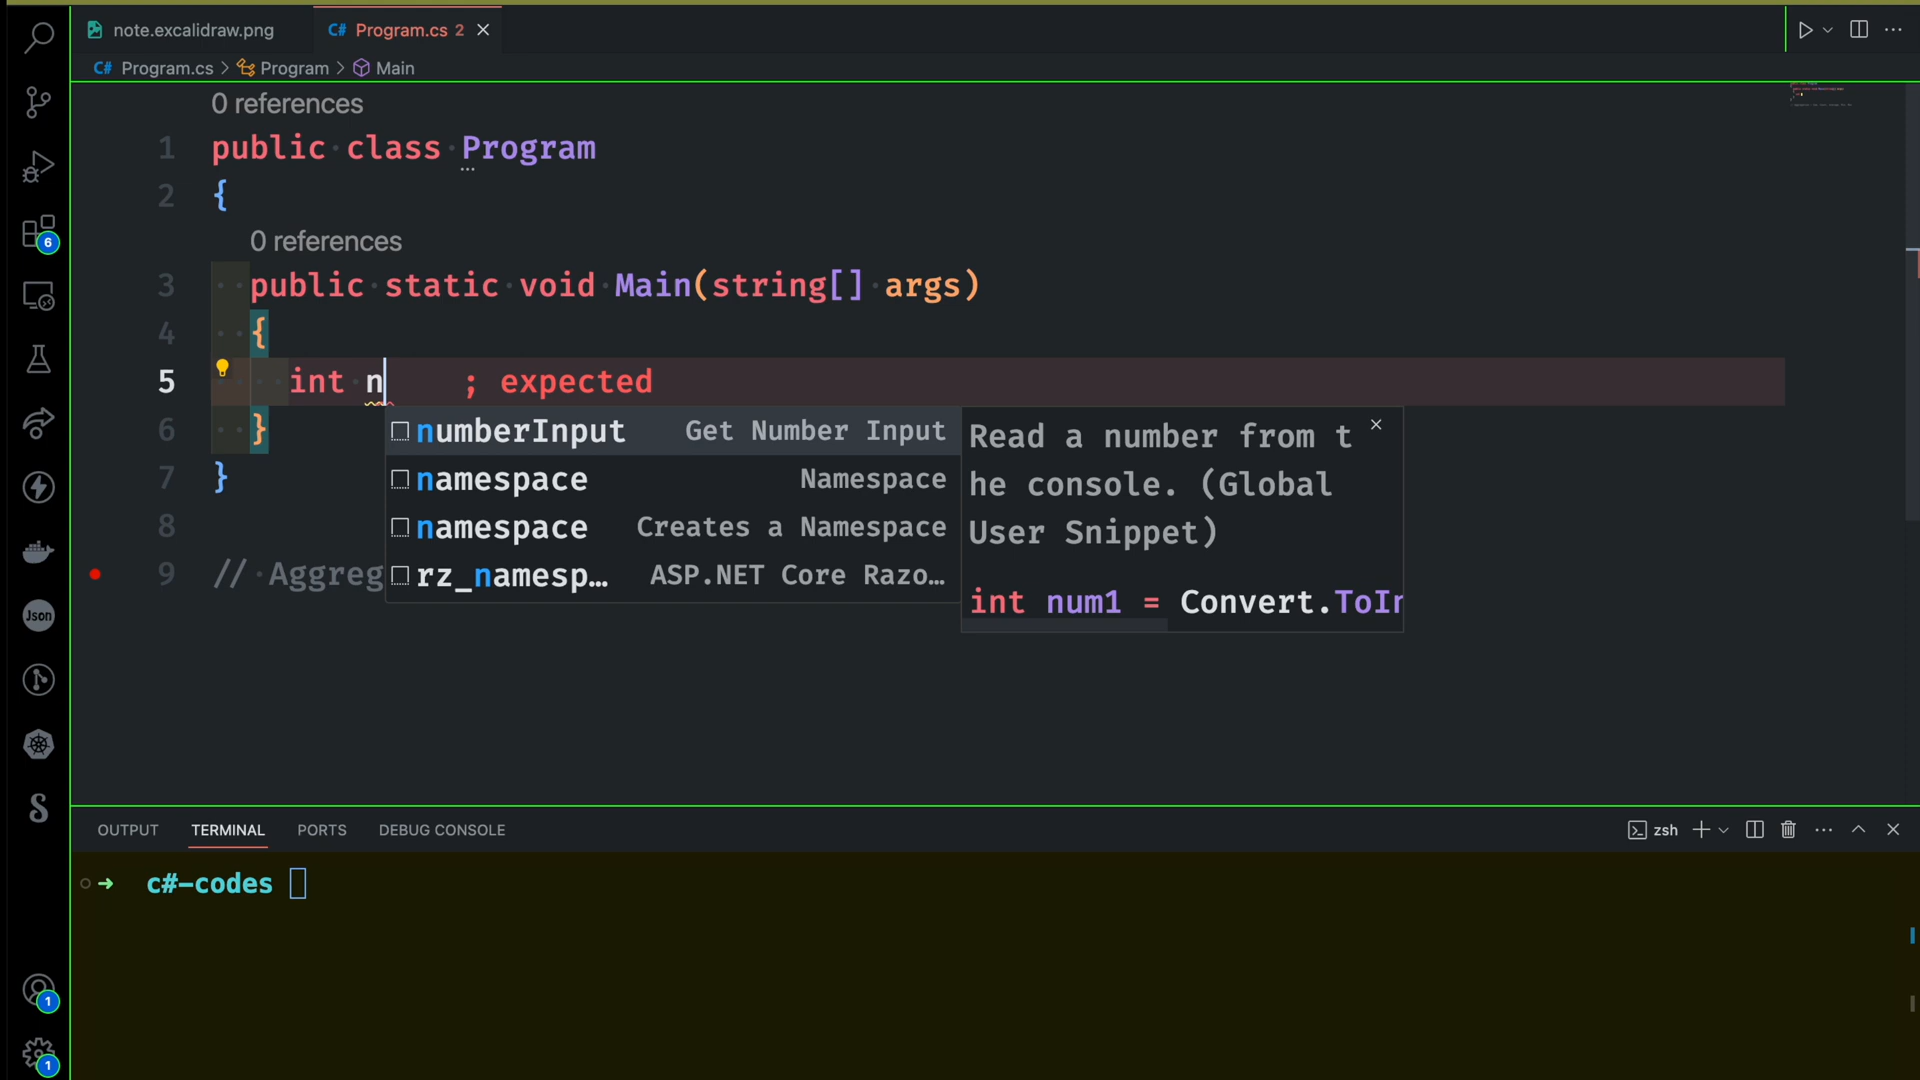 note.excalidraw.png
C# Program.cs 2
C# Program.cs > Program > Main
0 references
1 public class Program
2 {
0 references
3 public static void Main(string[] args)
4 {
5 int n ; expected
6 }
7 }
8
9 // Aggreg
numberInput Get Number Input
namespace Namespace
namespace Creates a Namespace
rz_namesp… ASP.NET Core Razo…
Read a number from t
he console. (Global
User Snippet)
int num1 = Convert.ToIn
6
Json
1
1
OUTPUT TERMINAL PORTS DEBUG CONSOLE
zsh
c#-codes